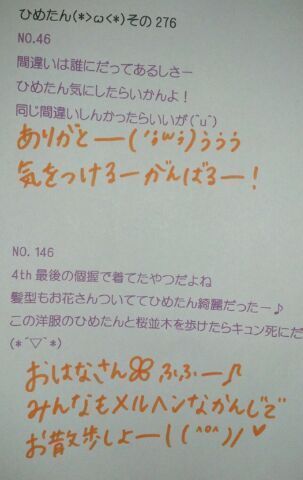 ひめたん(*>ω<*)その276
NO.46
間違いは誰にだってあるしさー
ひめたん気にしたらいかんよ！
同じ間違いしんかったらいいが(˘u˘)
ありがとー(´;ω;)ううう
気をつけるーがんばるー！
NO.146
4th最後の個握で着てたやつだよね
髪型もお花さんついててひめたん綺麗だったー♪
この洋服のひめたんと桜並木を歩けたらキュン死にだ
(*´▽`*)
おはなさん ふふー♪
みんなもメルヘンなかんじで
お散歩しよー！(^o^)/♥